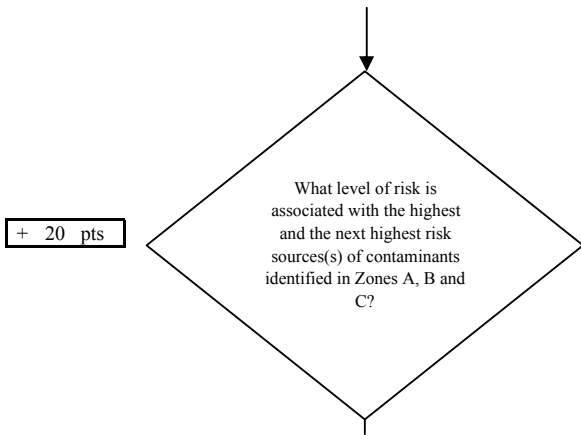 What level of risk is
associated with the highest
and the next highest risk
sources(s) of contaminants
identified in Zones A, B and
C?
+ 20 pts